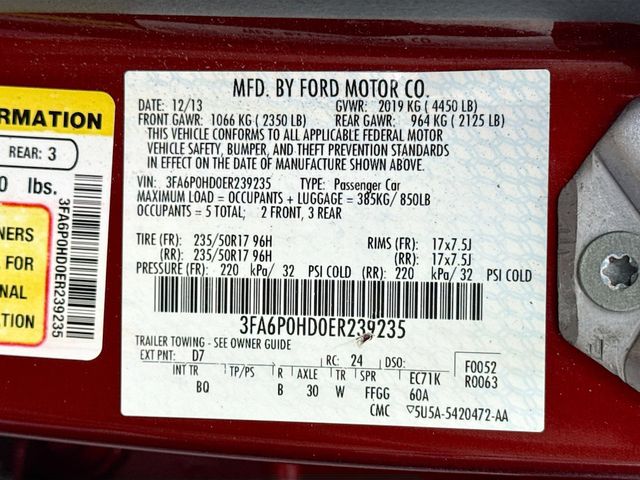 ORMATION
REAR: 3
0 lbs.
NERS
L FOR
ONAL
TION
3FA6P0HD0ER239235
MFD. BY FORD MOTOR CO.
DATE: 12/13 GVWR: 2019 KG ( 4450 LB)
FRONT GAWR: 1066 KG ( 2350 LB) REAR GAWR: 964 KG ( 2125 LB)
THIS VEHICLE CONFORMS TO ALL APPLICABLE FEDERAL MOTOR
VEHICLE SAFETY, BUMPER, AND THEFT PREVENTION STANDARDS
IN EFFECT ON THE DATE OF MANUFACTURE SHOWN ABOVE.
VIN: 3FA6P0HD0ER239235 TYPE: Passenger Car
MAXIMUM LOAD = OCCUPANTS + LUGGAGE = 385KG/ 850LB
OCCUPANTS = 5 TOTAL; 2 FRONT, 3 REAR
TIRE (FR): 235/50R17 96H RIMS (FR): 17x7.5J
(RR): 235/50R17 96H (RR): 17x7.5J
PRESSURE (FR): 220 kPa/ 32 PSI COLD (RR): 220 kPa/ 32 PSI COLD
3FA6P0HD0ER239235
TRAILER TOWING - SEE OWNER GUIDE
EXT PNT: D7 RC: 24 DSO: F0052
INT TR TP/PS R AXLE TR SPR EC71K R0063
BQ B 30 W FFGG 60A
CMC ▽5U5A-5420472-AA